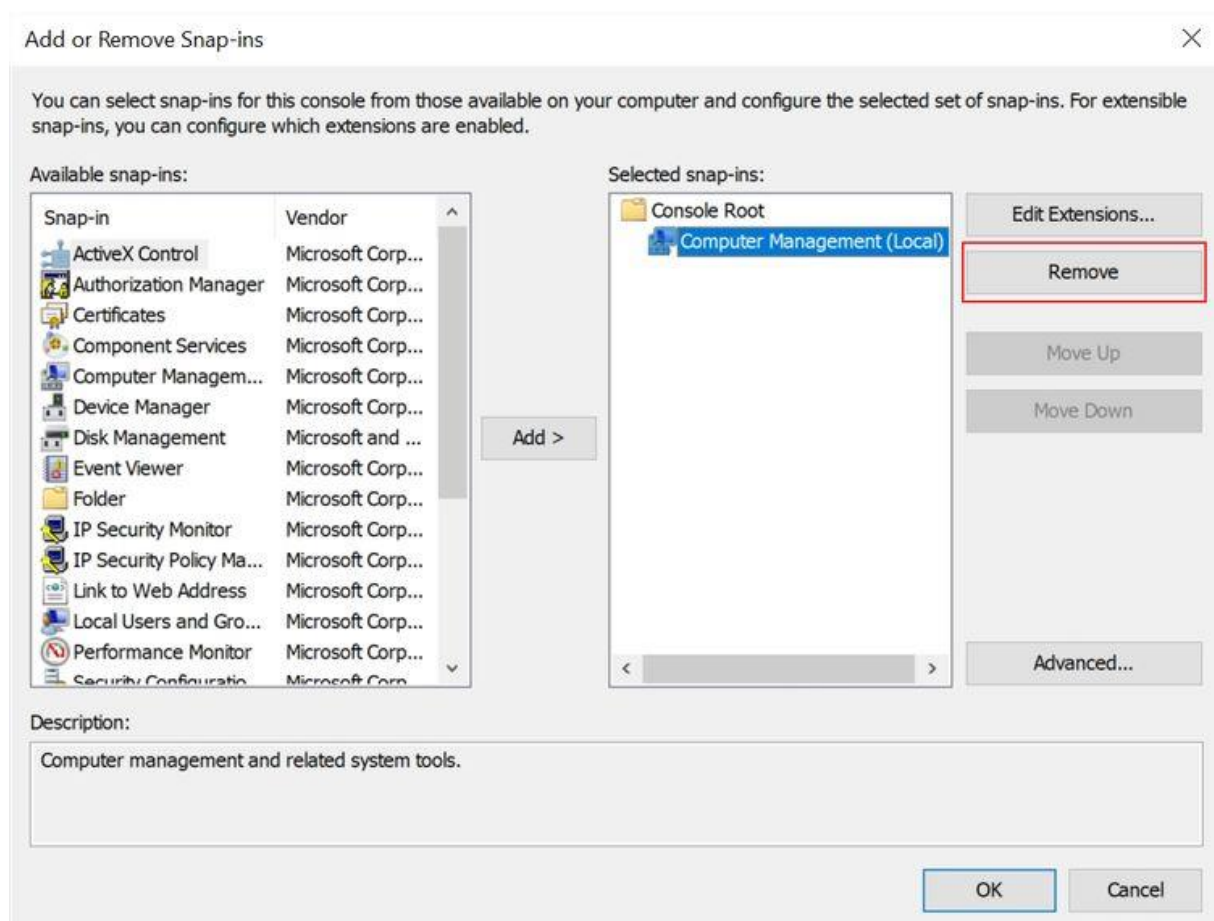 Add or Remove Snap-ins
You can select snap-ins for this console from those available on your computer and configure the selected set of snap-ins. For extensible
snap-ins, you can configure which extensions are enabled.
Available snap-ins:
Snap-in Vendor
ActiveX Control Microsoft Corp...
Authorization Manager Microsoft Corp...
Certificates Microsoft Corp...
Component Services Microsoft Corp...
Computer Managem... Microsoft Corp...
Device Manager Microsoft Corp...
Disk Management Microsoft and ...
Event Viewer Microsoft Corp...
Folder Microsoft Corp...
IP Security Monitor Microsoft Corp...
IP Security Policy Ma... Microsoft Corp...
Link to Web Address Microsoft Corp...
Local Users and Gro... Microsoft Corp...
Performance Monitor Microsoft Corp...
Security Configuratio Microsoft Corp
Add >
Selected snap-ins:
Console Root
Computer Management (Local)
Edit Extensions...
Remove
Move Up
Move Down
Advanced...
Description:
Computer management and related system tools.
OK
Cancel